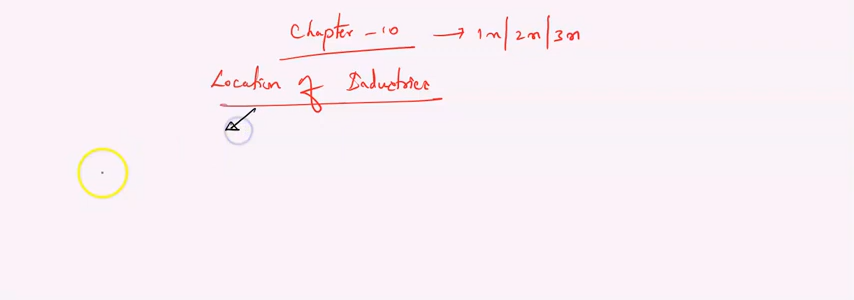 Chapter - 10 → 1m/2m/3m
Location of Industries